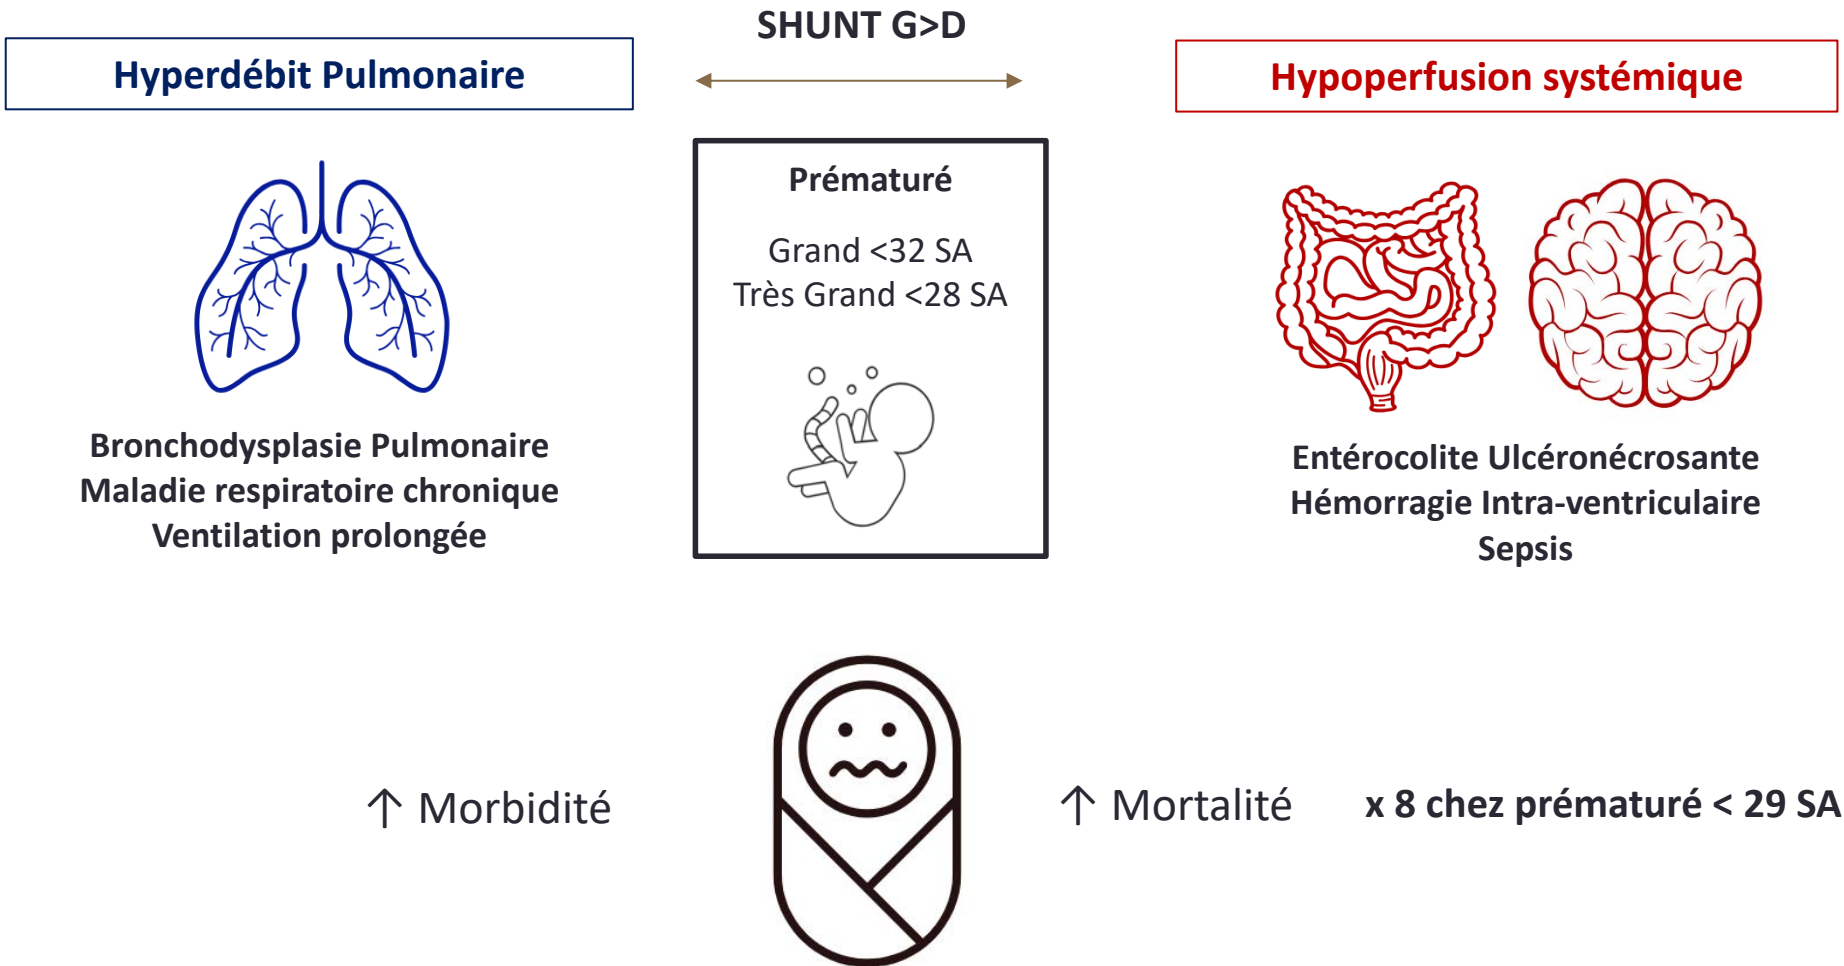 SHUNT G>D
Hyperdébit Pulmonaire
Hypoperfusion systémique
Prématuré
Grand <32 SA
Très Grand <28 SA
Bronchodysplasie Pulmonaire
Maladie respiratoire chronique
Ventilation prolongée
Entérocolite Ulcéronécrosante
Hémorragie Intra-ventriculaire
Sepsis
↑ Morbidité
↑ Mortalité
x 8 chez prématuré < 29 SA